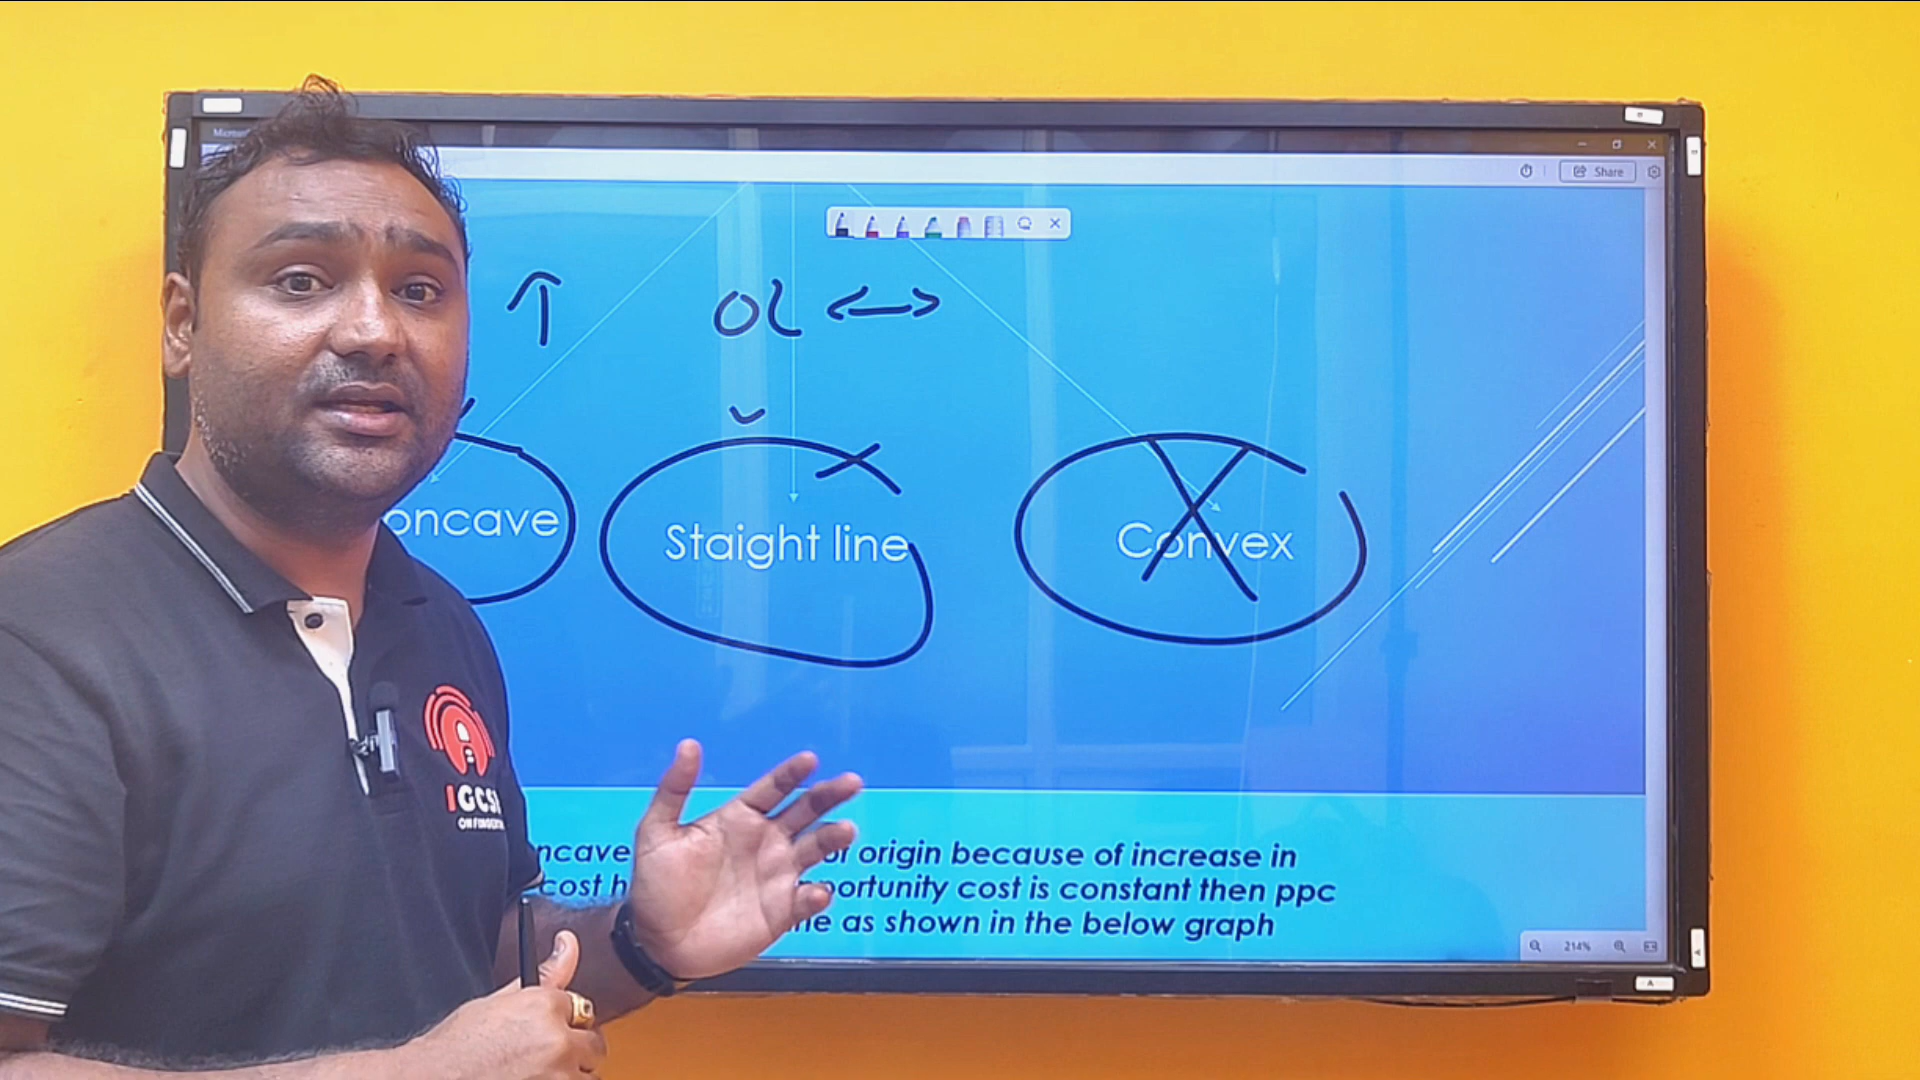 Share
oc
oncave
Staight line
Convex
IGCSE
ncave of origin because of increase in
cost h pportunity cost is constant then ppc
ne as shown in the below graph
214%